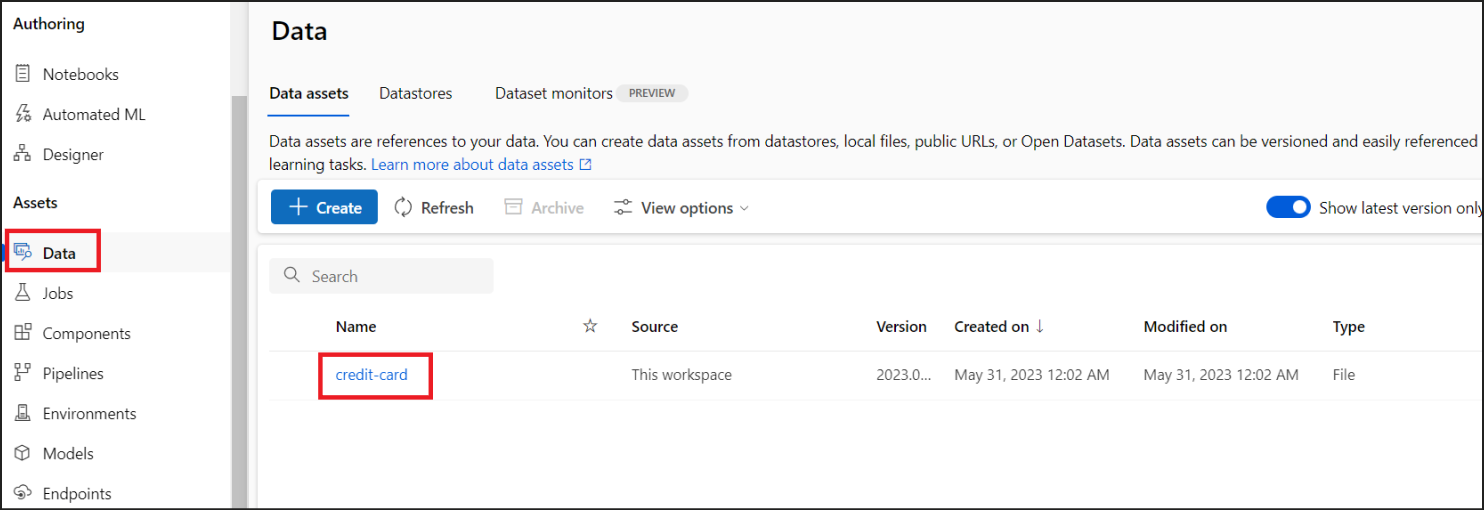 Authoring
Notebooks
Automated ML
Designer
Assets
Data
Jobs
Components
Pipelines
Environments
Models
Endpoints
Data
Data assets Datastores Dataset monitors PREVIEW
Data assets are references to your data. You can create data assets from datastores, local files, public URLs, or Open Datasets. Data assets can be versioned and easily referenced
learning tasks. Learn more about data assets
Create Refresh Archive View options Show latest version only
Search
Name Source Version Created on ↓ Modified on Type
credit-card This workspace 2023.0... May 31, 2023 12:02 AM May 31, 2023 12:02 AM File